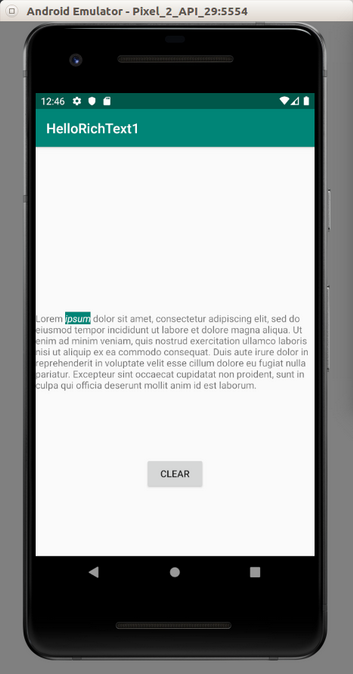 Android Emulator - Pixel_2_API_29:5554
12:46
HelloRichText1
Lorem ipsum dolor sit amet, consectetur adipiscing elit, sed do
eiusmod tempor incididunt ut labore et dolore magna aliqua. Ut
enim ad minim veniam, quis nostrud exercitation ullamco laboris
nisi ut aliquip ex ea commodo consequat. Duis aute irure dolor in
reprehenderit in voluptate velit esse cillum dolore eu fugiat nulla
pariatur. Excepteur sint occaecat cupidatat non proident, sunt in
culpa qui officia deserunt mollit anim id est laborum.
CLEAR